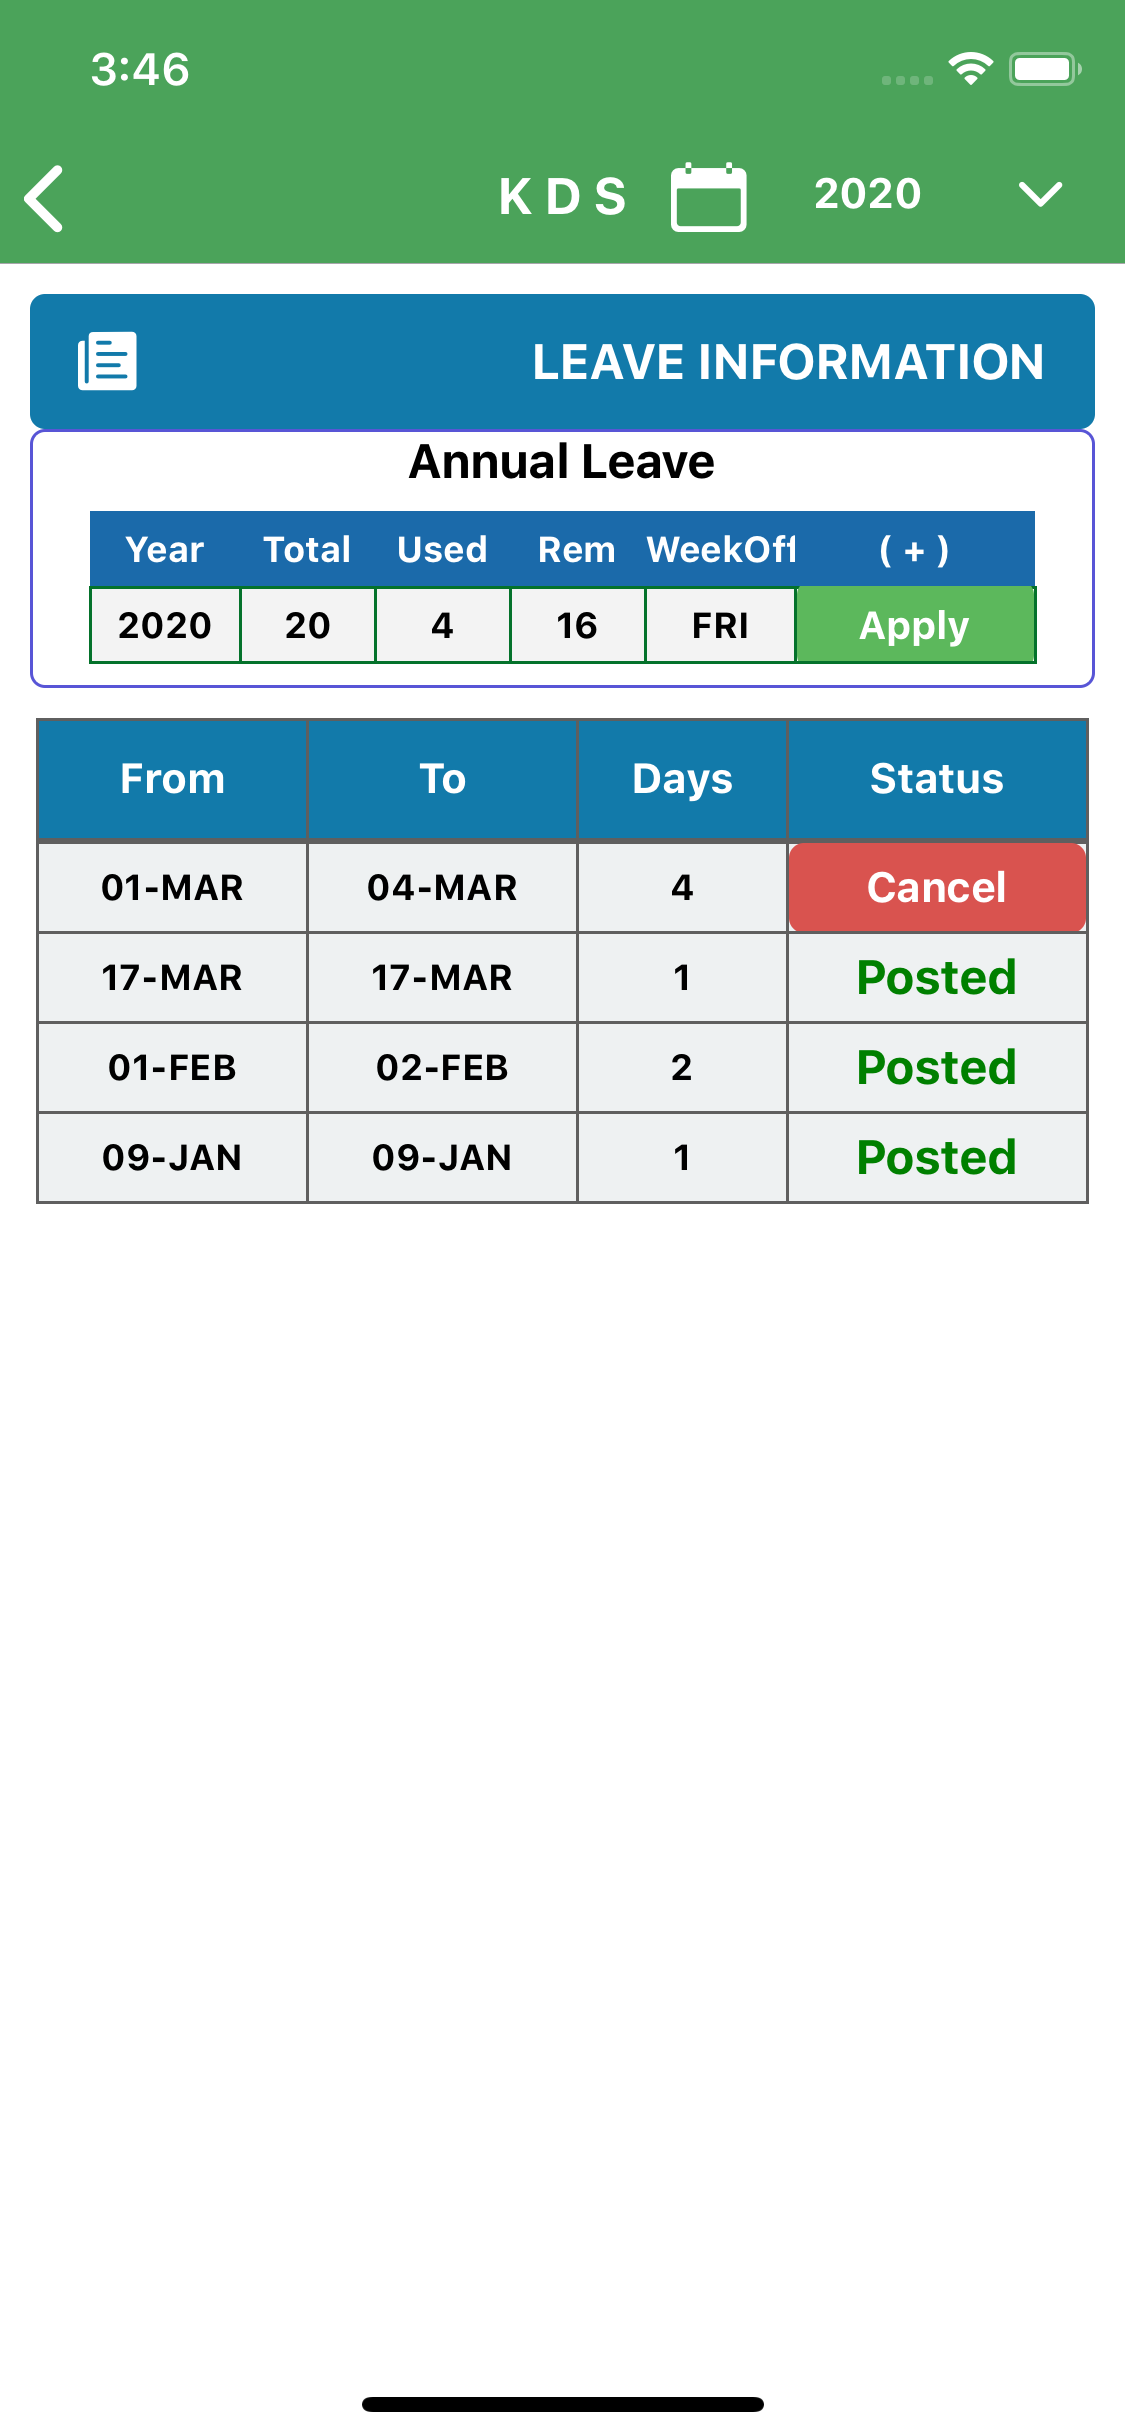 3:46
K D S 2020
LEAVE INFORMATION
Annual Leave
Year Total Used Rem WeekOff ( + )
2020 20 4 16 FRI Apply
From To Days Status
01-MAR 04-MAR 4 Cancel
17-MAR 17-MAR 1 Posted
01-FEB 02-FEB 2 Posted
09-JAN 09-JAN 1 Posted